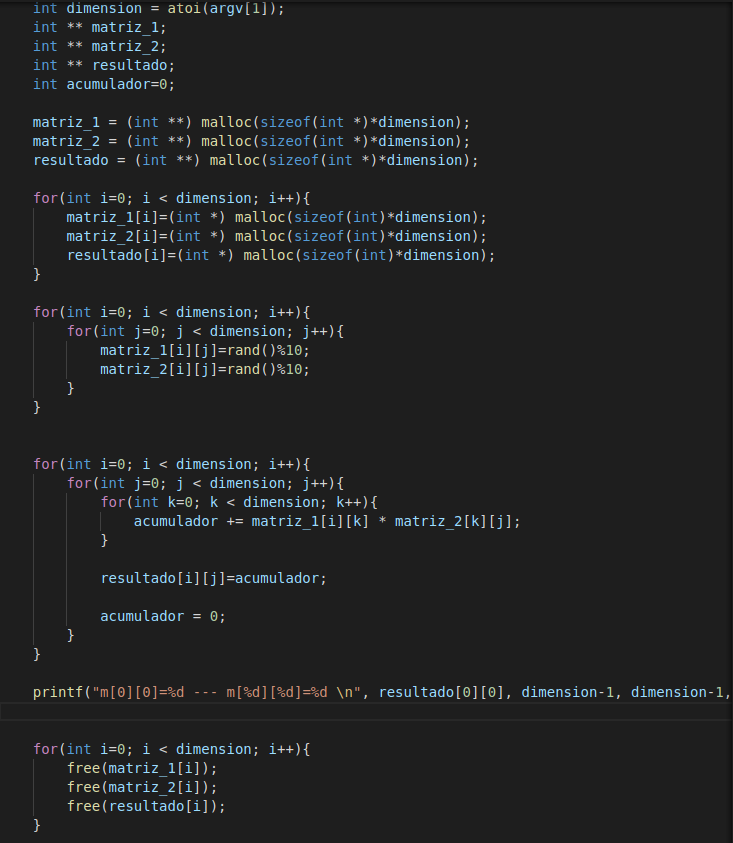 int dimension = atoi(argv[1]);
int ** matriz_1;
int ** matriz_2;
int ** resultado;
int acumulador=0;
matriz_1 = (int **) malloc(sizeof(int *)*dimension);
matriz_2 = (int **) malloc(sizeof(int *)*dimension);
resultado = (int **) malloc(sizeof(int *)*dimension);
for(int i=0; i < dimension; i++){
matriz_1[i]=(int *) malloc(sizeof(int)*dimension);
matriz_2[i]=(int *) malloc(sizeof(int)*dimension);
resultado[i]=(int *) malloc(sizeof(int)*dimension);
}
for(int i=0; i < dimension; i++){
for(int j=0; j < dimension; j++){
matriz_1[i][j]=rand()%10;
matriz_2[i][j]=rand()%10;
}
}
for(int i=0; i < dimension; i++){
for(int j=0; j < dimension; j++){
for(int k=0; k < dimension; k++){
acumulador += matriz_1[i][k] * matriz_2[k][j];
}
resultado[i][j]=acumulador;
acumulador = 0;
}
}
printf("m[0][0]=%d --- m[%d][%d]=%d \n", resultado[0][0], dimension-1, dimension-1,
for(int i=0; i < dimension; i++){
free(matriz_1[i]);
free(matriz_2[i]);
free(resultado[i]);
}